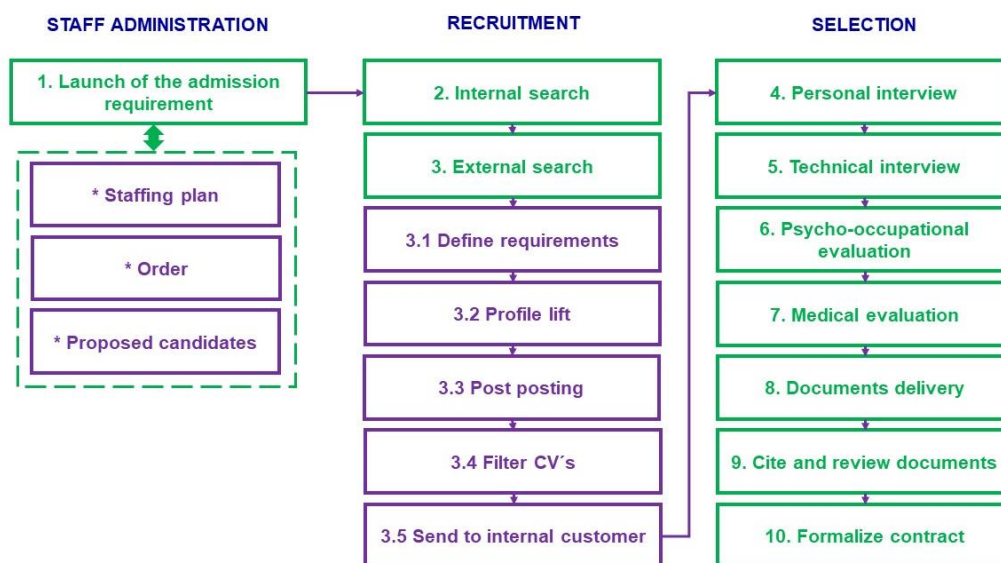 STAFF ADMINISTRATION
1. Launch of the admission
requirement
* Staffing plan
* Order
* Proposed candidates
RECRUITMENT
2. Internal search
3. External search
3.1 Define requirements
3.2 Profile lift
3.3 Post posting
3.4 Filter CV´s
3.5 Send to internal customer
SELECTION
4. Personal interview
5. Technical interview
6. Psycho-occupational
evaluation
7. Medical evaluation
8. Documents delivery
9. Cite and review documents
10. Formalize contract